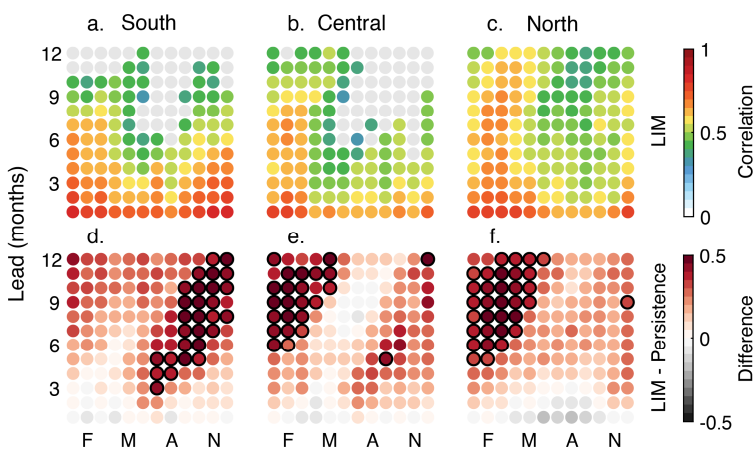 a. South
b. Central
c. North
12
9
6
3
1
0.5
0
LIM
Correlation
Lead (months)
d.
e.
f.
12
9
6
3
0.5
0
-0.5
LIM - Persistence
Difference
F M A N
F M A N
F M A N